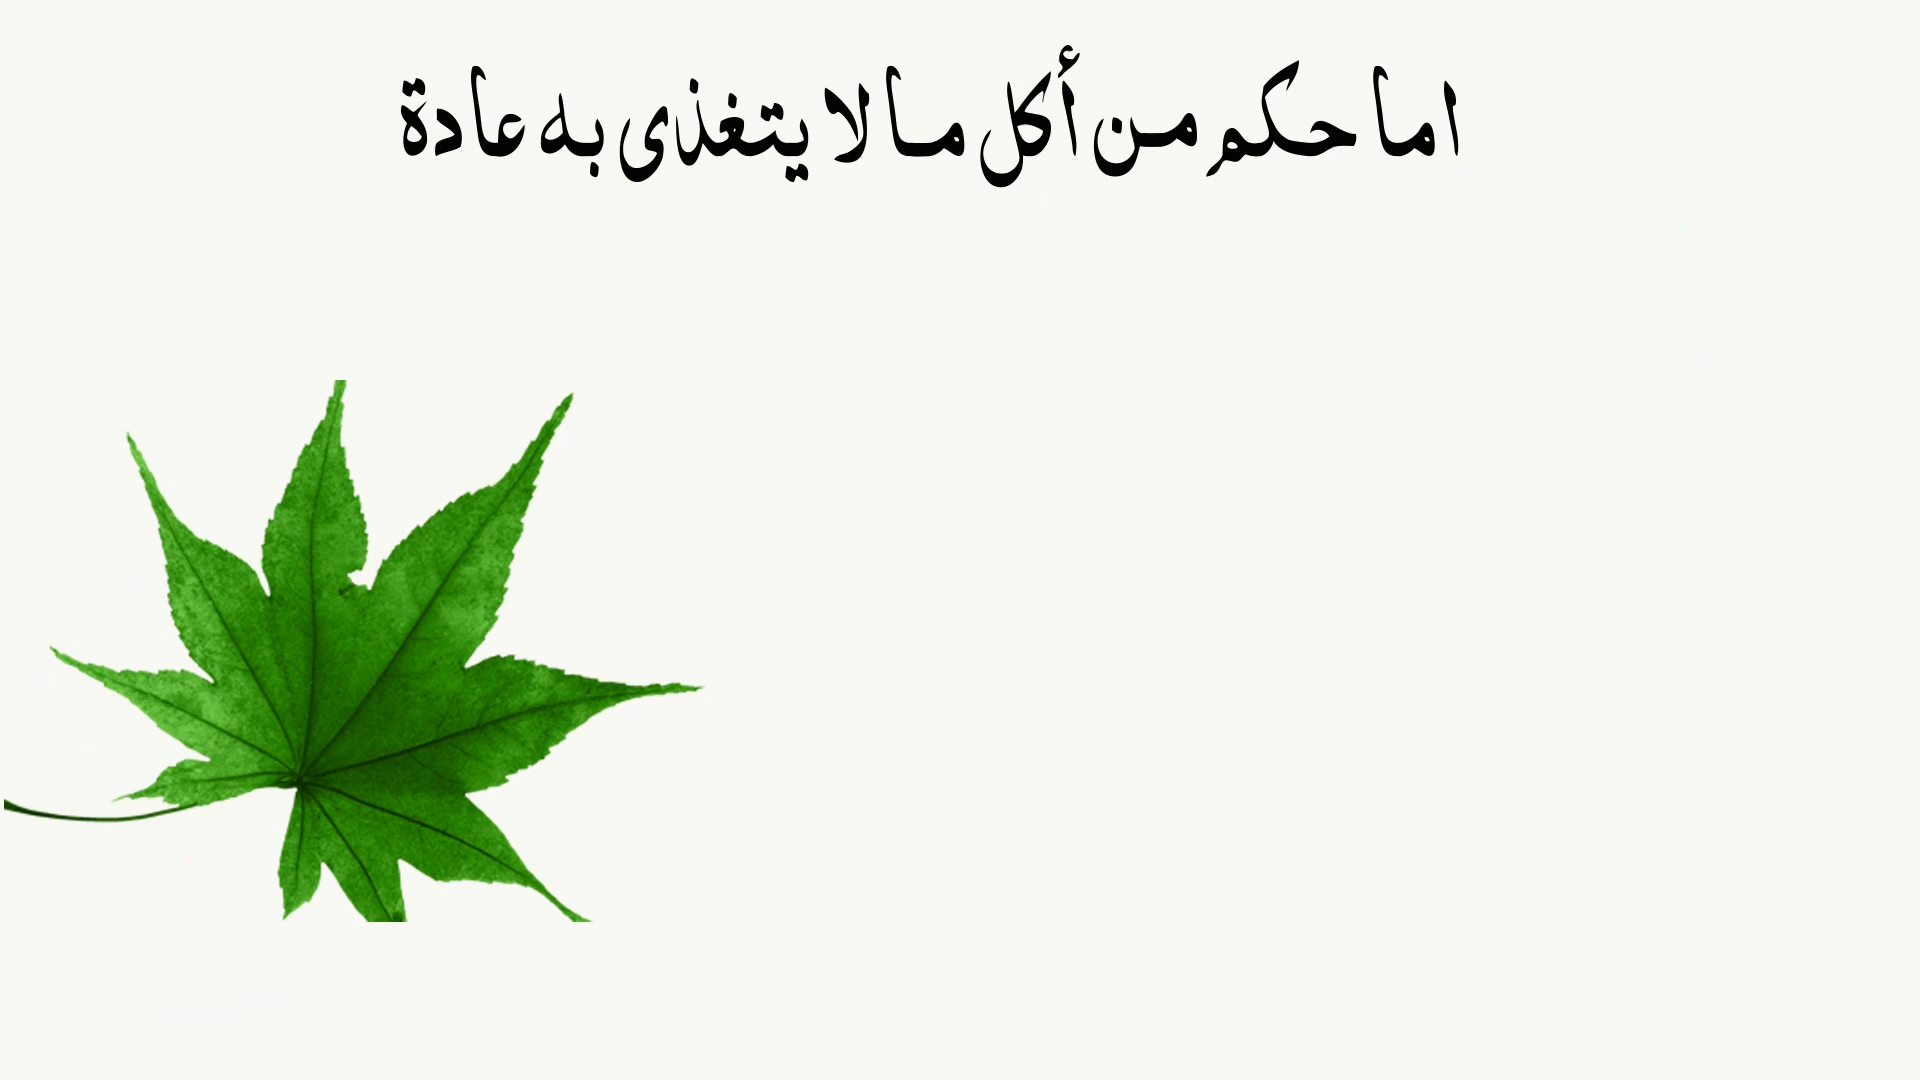 اما حكم من أكل ما لا يتغذى به عادة